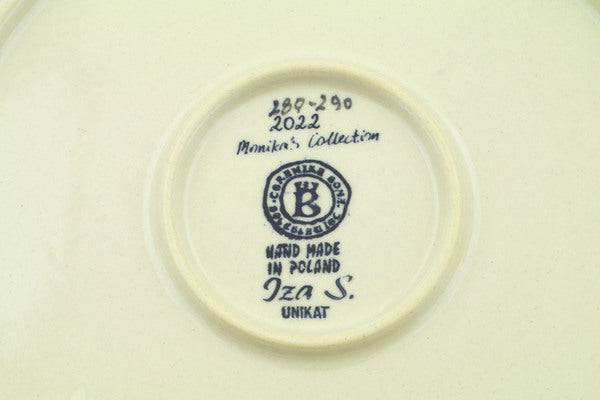 289-290
2022
Monika's Collection
B
HAND MADE
IN POLAND
Iza S.
UNIKAT